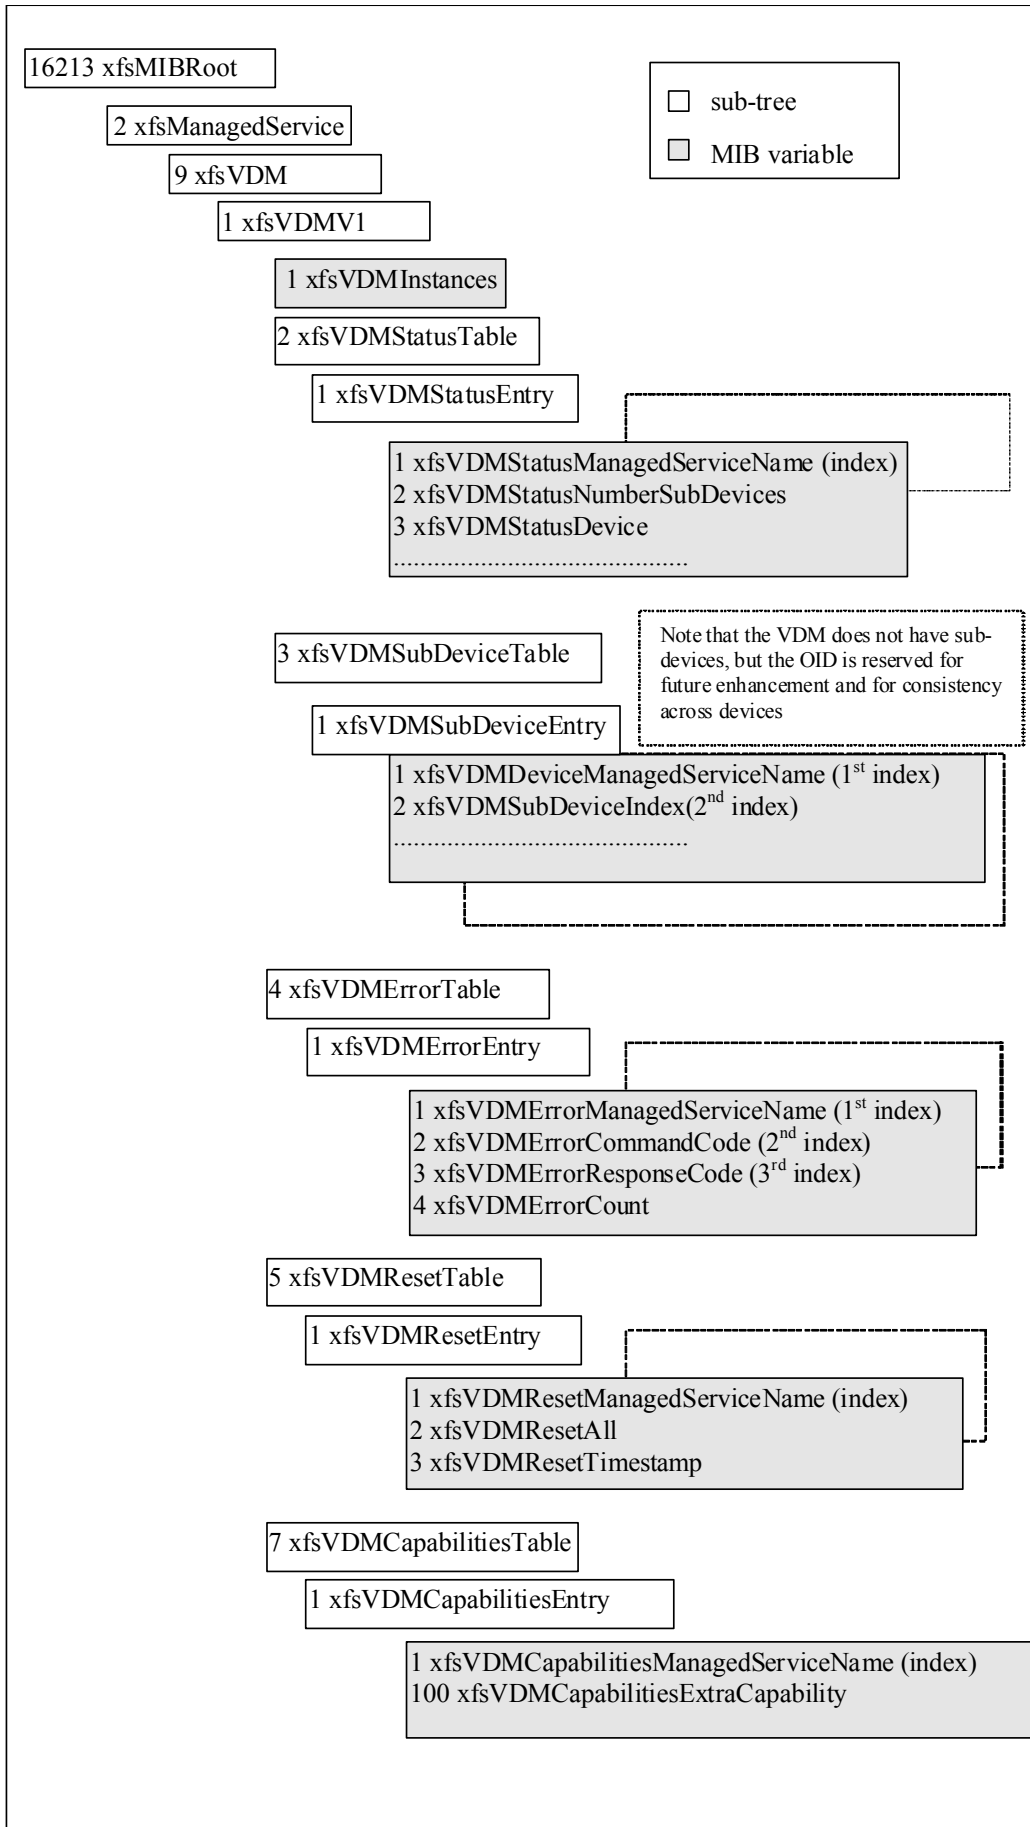 16213 xfsMIBRoot
sub-tree
MIB variable
2 xfsManagedService
9 xfsVDM
1 xfsVDMV1
1 xfsVDMInstances
2 xfsVDMStatusTable
1 xfsVDMStatusEntry
1 xfsVDMStatusManagedServiceName (index)
2 xfsVDMStatusNumberSubDevices
3 xfsVDMStatusDevice
............................................
3 xfsVDMSubDeviceTable
Note that the VDM does not have sub-
devices, but the OID is reserved for
future enhancement and for consistency
across devices
1 xfsVDMSubDeviceEntry
1 xfsVDMDeviceManagedServiceName (1st index)
2 xfsVDMSubDeviceIndex(2nd index)
............................................
4 xfsVDMErrorTable
1 xfsVDMErrorEntry
1 xfsVDMErrorManagedServiceName (1st index)
2 xfsVDMErrorCommandCode (2nd index)
3 xfsVDMErrorResponseCode (3rd index)
4 xfsVDMErrorCount
5 xfsVDMResetTable
1 xfsVDMResetEntry
1 xfsVDMResetManagedServiceName (index)
2 xfsVDMResetAll
3 xfsVDMResetTimestamp
7 xfsVDMCapabilitiesTable
1 xfsVDMCapabilitiesEntry
1 xfsVDMCapabilitiesManagedServiceName (index)
100 xfsVDMCapabilitiesExtraCapability